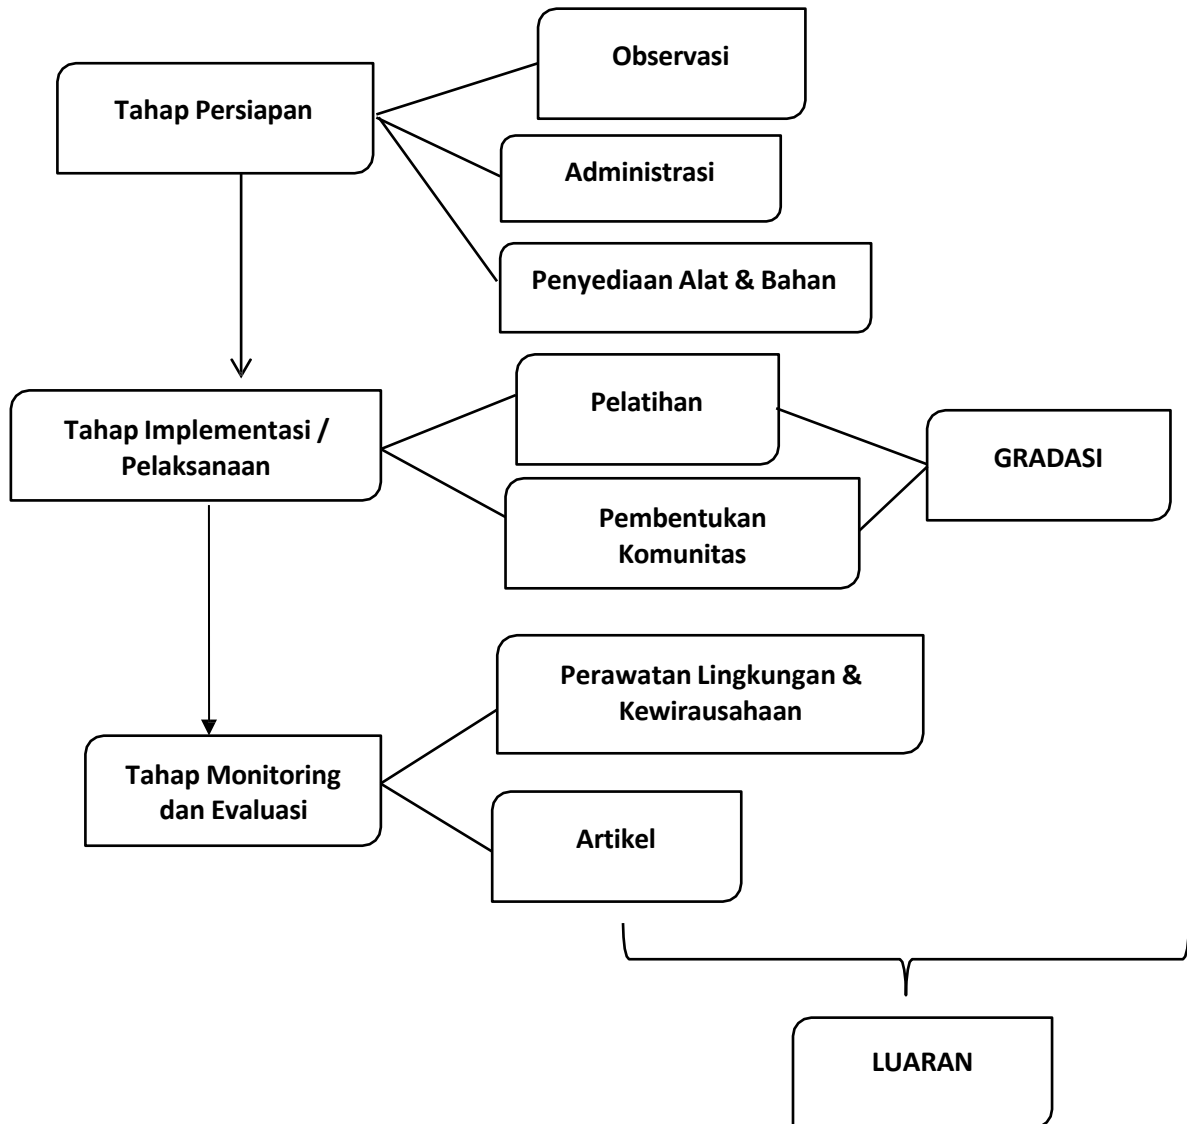 Observasi
Tahap Persiapan
Administrasi
Penyediaan Alat & Bahan
Pelatihan
Tahap Implementasi /
Pelaksanaan
GRADASI
Pembentukan
Komunitas
Perawatan Lingkungan &
Kewirausahaan
Tahap Monitoring
dan Evaluasi
Artikel
LUARAN